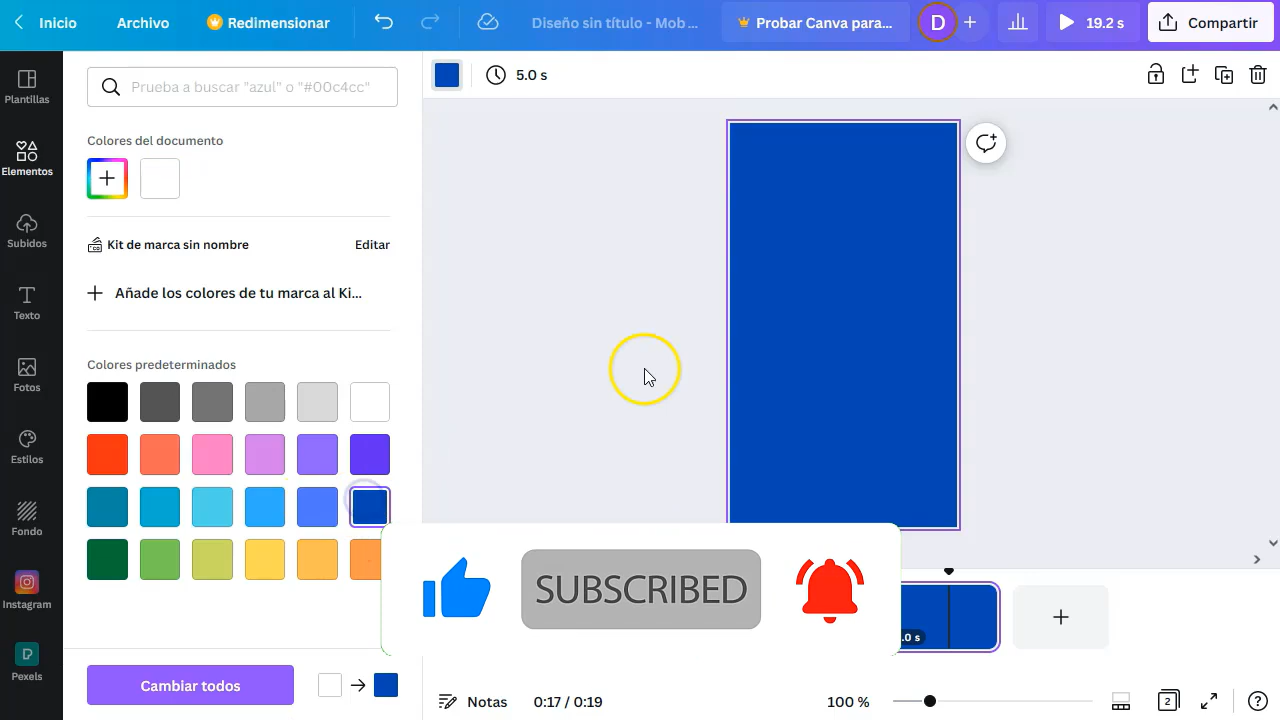 Inicio
Archivo
Redimensionar
Diseño sin título - Mob...
Probar Canva para...
D
19.2 s
Compartir
Plantillas
Elementos
Subidos
Texto
Fotos
Estilos
Fondo
Instagram
Pexels
Prueba a buscar "azul" o "#00c4cc"
5.0 s
Colores del documento
Kit de marca sin nombre
Editar
Añade los colores de tu marca al Ki...
Colores predeterminados
SUBSCRIBED
.0 s
Cambiar todos
Notas
0:17 / 0:19
100 %
2